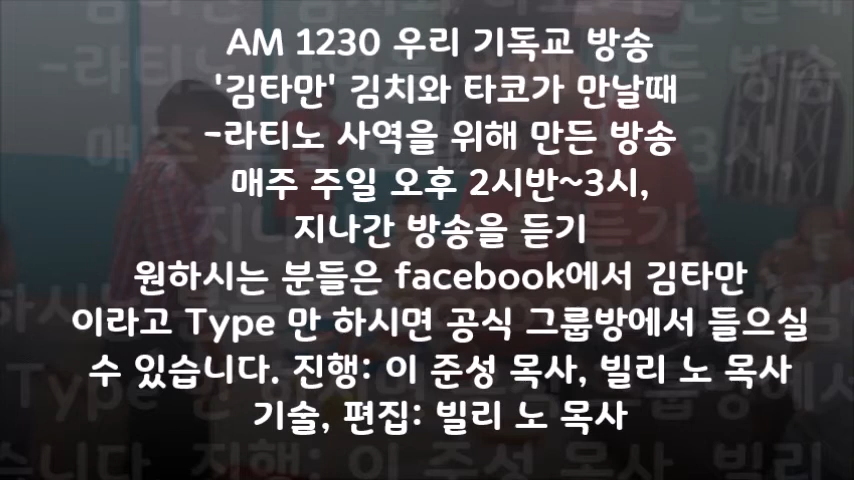 AM 1230 우리 기독교 방송
'김타만' 김치와 타코가 만날때
-라티노 사역을 위해 만든 방송
매주 주일 오후 2시반~3시,
지나간 방송을 듣기
원하시는 분들은 facebook에서 김타만
이라고 Type 만 하시면 공식 그룹방에서 들으실
수 있습니다. 진행: 이 준성 목사, 빌리 노 목사
기술, 편집: 빌리 노 목사